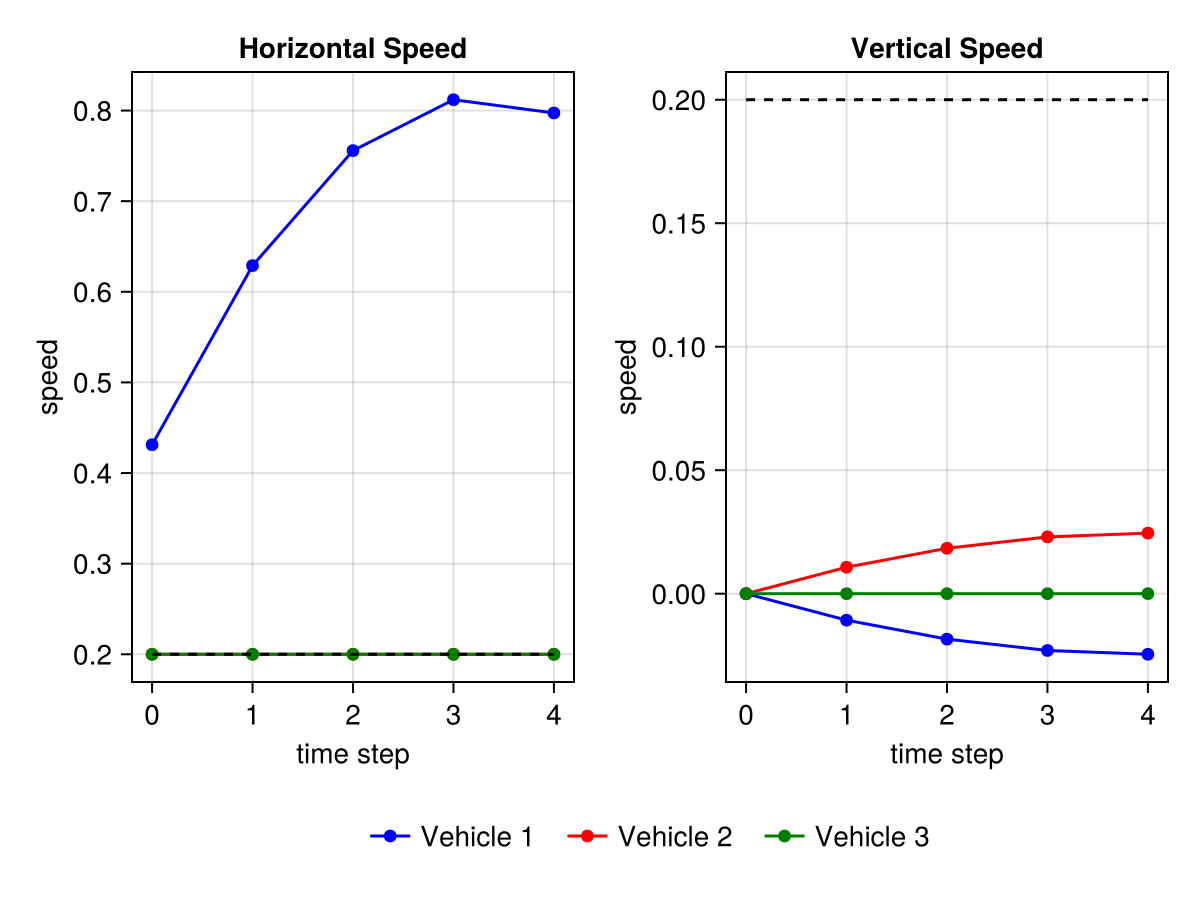 Horizontal Speed
speed
0.8
0.7
0.6
0.5
0.4
0.3
0.2
0 1 2 3 4
time step
Vertical Speed
speed
0.20
0.15
0.10
0.05
0.00
0 1 2 3 4
time step
Vehicle 1 Vehicle 2 Vehicle 3